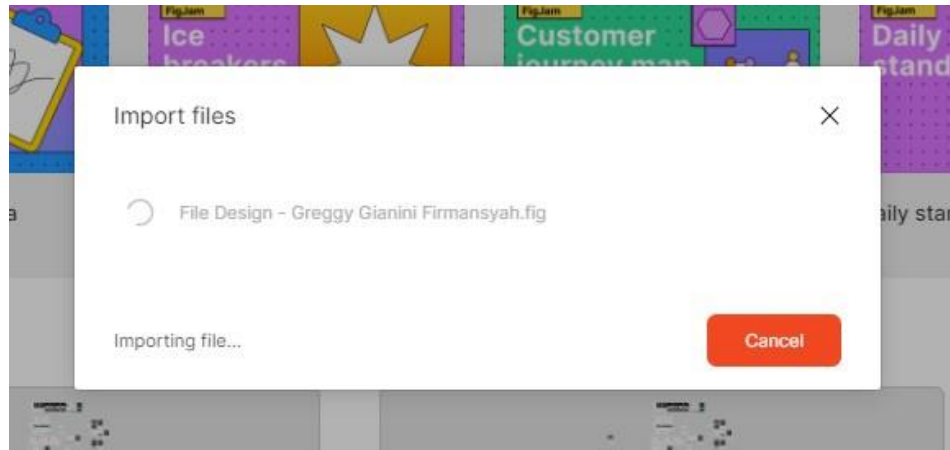 FigJam
FigJam
FigJam
Ice
breakers
Customer
journey map
Daily
stand
Import files
File Design - Greggy Gianini Firmansyah.fig
a
aily star
Importing file...
Cancel